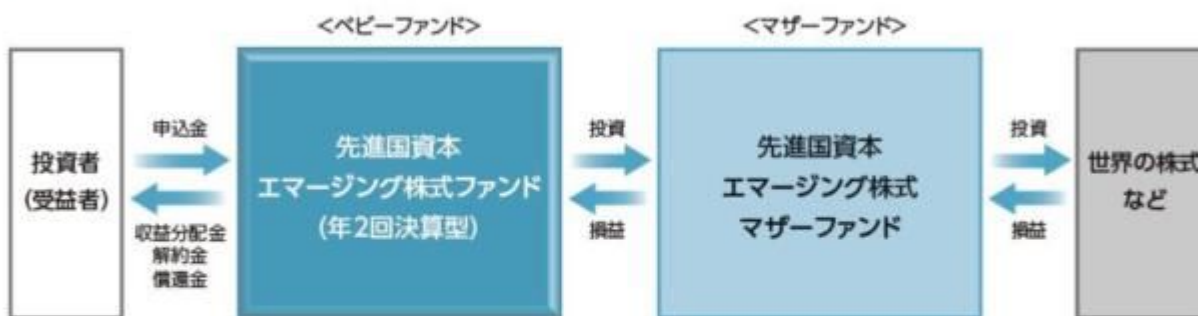 <ベビーファンド>
<マザーファンド>
投資者
(受益者)
申込金
収益分配金
解約金
償還金
先進国資本
エマージング株式ファンド
(年2回決算型)
投資
損益
先進国資本
エマージング株式
マザーファンド
投資
損益
世界の株式
など